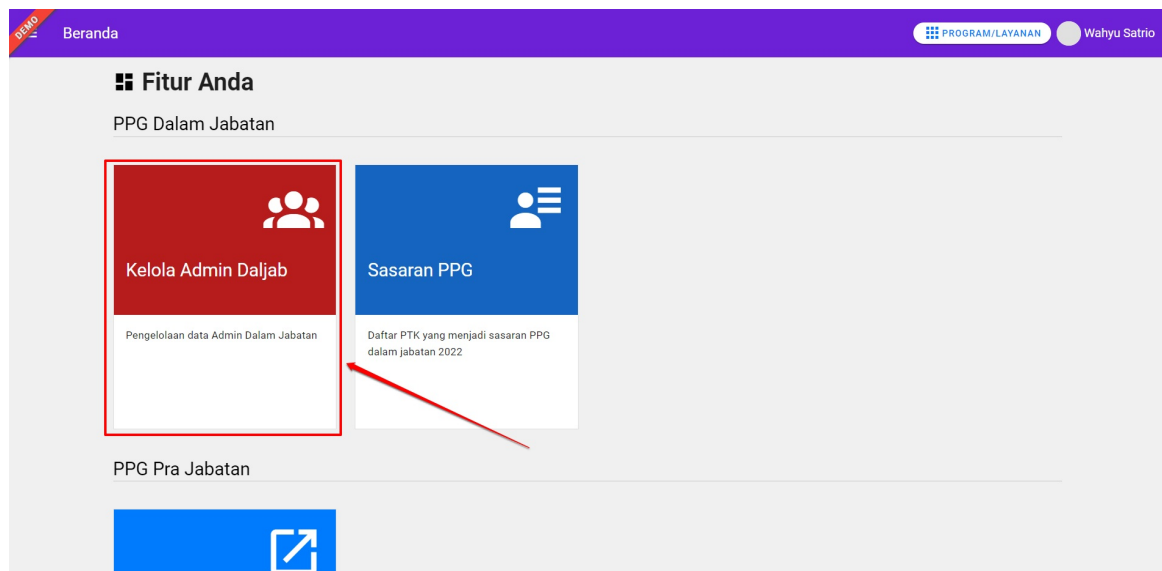 DEMO
Beranda
PROGRAM/LAYANAN
Wahyu Satrio
Fitur Anda
PPG Dalam Jabatan
Kelola Admin Daljab
Sasaran PPG
Pengelolaan data Admin Dalam Jabatan
Daftar PTK yang menjadi sasaran PPG
dalam jabatan 2022
PPG Pra Jabatan